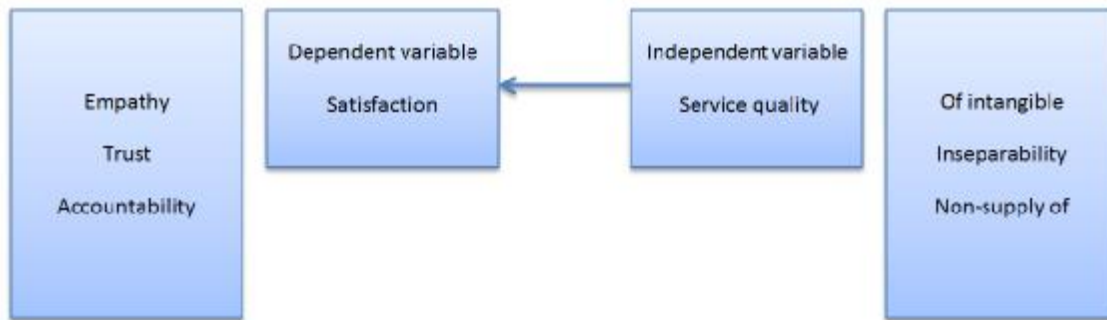 Empathy
Trust
Accountability
Dependent variable
Satisfaction
Independent variable
Service quality
Of intangible
Inseparability
Non-supply of